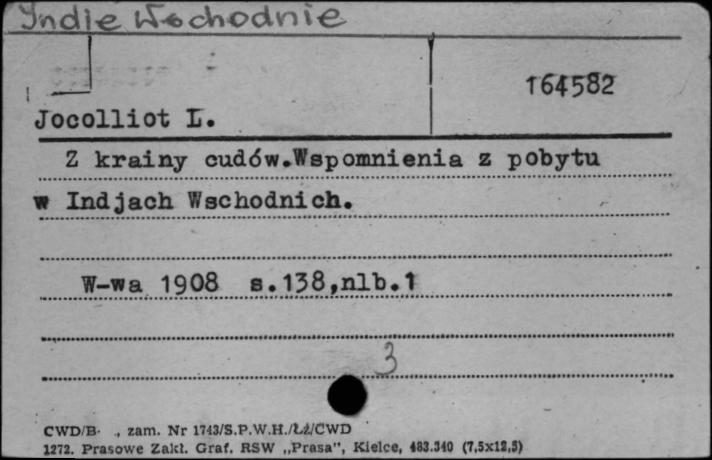 Indie Wschodnie
164582
Jocolliot L.
Z krainy cudów.Wspomnienia z pobytu
w Indjach Wschodnich.
W-wa 1908 s.138,nlb.1
3
CWD/B- ., zam. Nr 1743/S.P.W.H./Łź/CWD
1272. Prasowe Zakł. Graf. RSW „Prasa", Kielce, 483.340 (7,5x12,5)